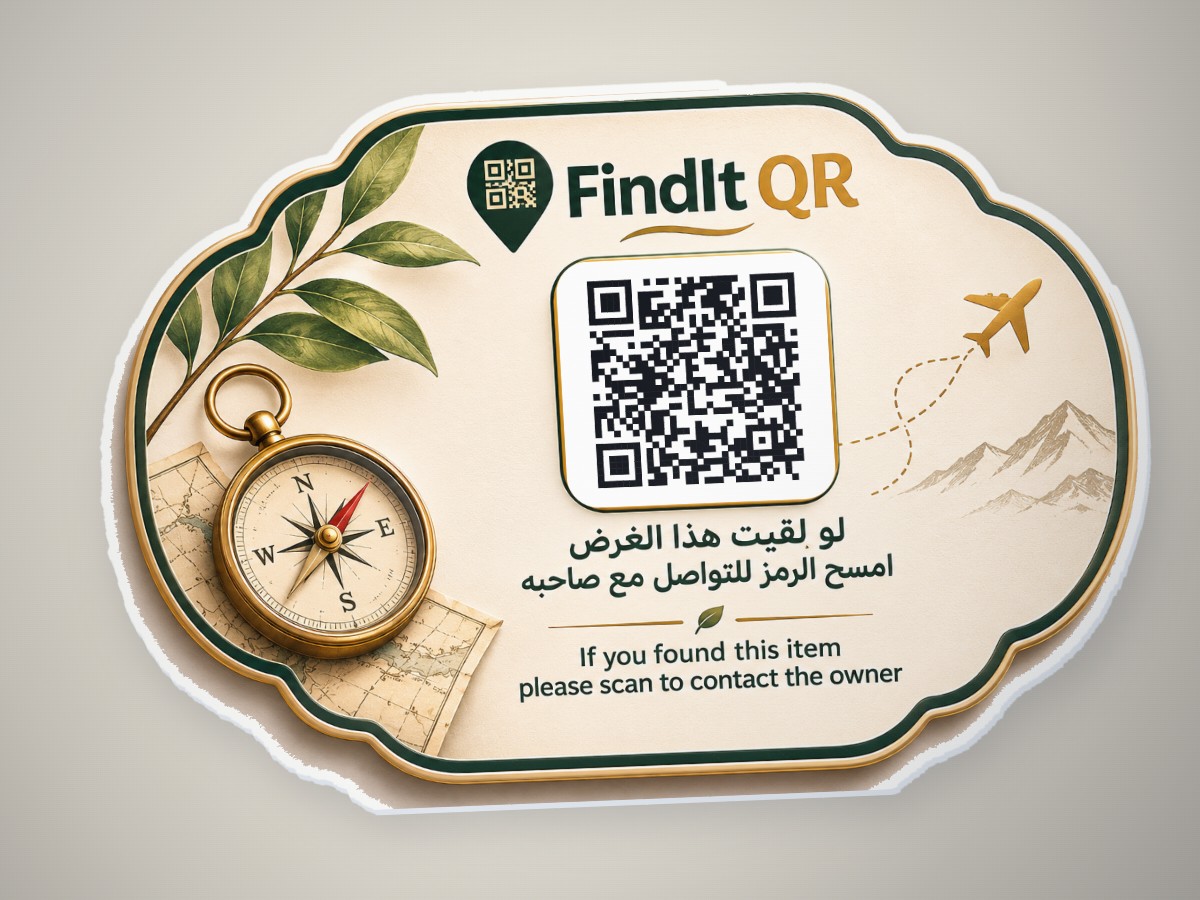 FindIt QR
N
E
W
S
لو لقيت هذا الغرض
امسح الرمز للتواصل مع صاحبه
If you found this item
please scan to contact the owner